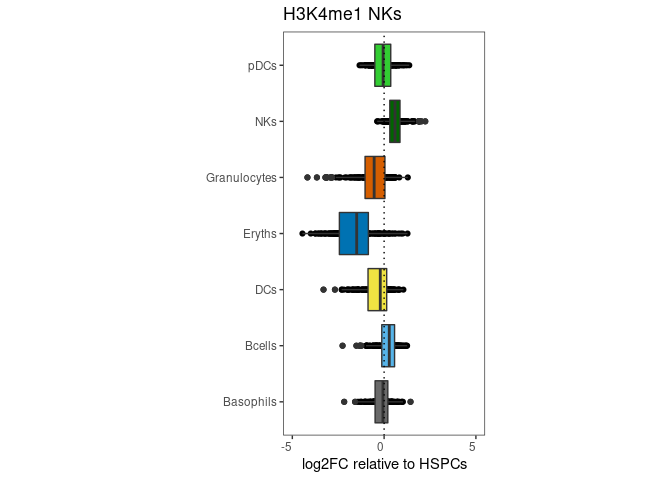 H3K4me1 NKs
pDCs
NKs
Granulocytes
Eryths
DCs
Bcells
Basophils
-5 0 5
log2FC relative to HSPCs